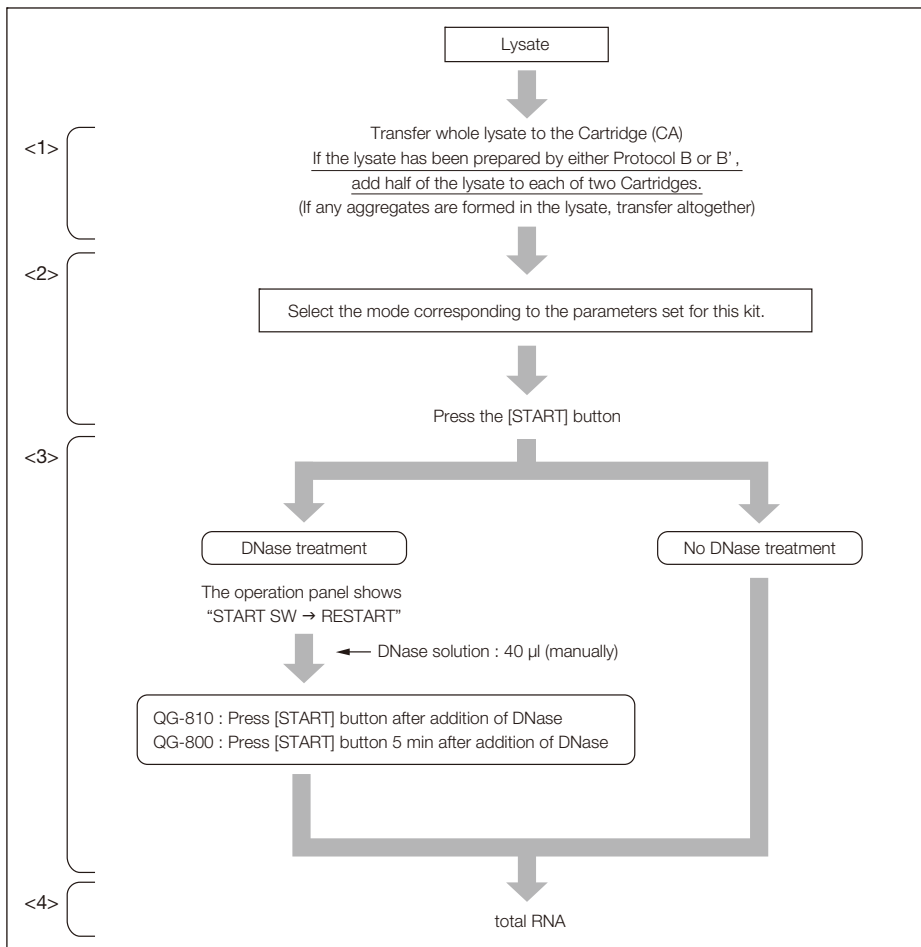 Lysate
<1>
Transfer whole lysate to the Cartridge (CA)
If the lysate has been prepared by either Protocol B or B’ ,
add half of the lysate to each of two Cartridges.
(If any aggregates are formed in the lysate, transfer altogether)
<2>
Select the mode corresponding to the parameters set for this kit.
Press the [START] button
<3>
DNase treatment
No DNase treatment
The operation panel shows
“START SW → RESTART”
DNase solution : 40 µl (manually)
QG-810 : Press [START] button after addition of DNase
QG-800 : Press [START] button 5 min after addition of DNase
<4>
total RNA